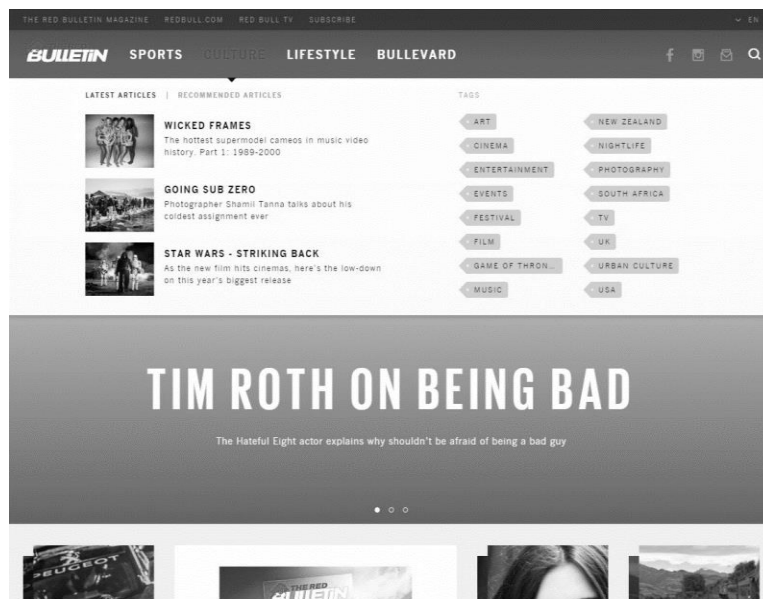 THE RED BULLETIN MAGAZINE REDBULL.COM RED BULL TV SUBSCRIBE EN
BULLETIN SPORTS CULTURE LIFESTYLE BULLEVARD
LATEST ARTICLES | RECOMMENDED ARTICLES
WICKED FRAMES
The hottest supermodel cameos in music video
history. Part 1: 1989-2000
GOING SUB ZERO
Photographer Shamil Tanna talks about his
coldest assignment ever
STAR WARS - STRIKING BACK
As the new film hits cinemas, here's the low-down
on this year's biggest release
TAGS
ART
CINEMA
ENTERTAINMENT
EVENTS
FESTIVAL
FILM
GAME OF THRON...
MUSIC
NEW ZEALAND
NIGHTLIFE
PHOTOGRAPHY
SOUTH AFRICA
TV
UK
URBAN CULTURE
USA
TIM ROTH ON BEING BAD
The Hateful Eight actor explains why shouldn't be afraid of being a bad guy
PEUGEOT
THE RED
BULLETIN